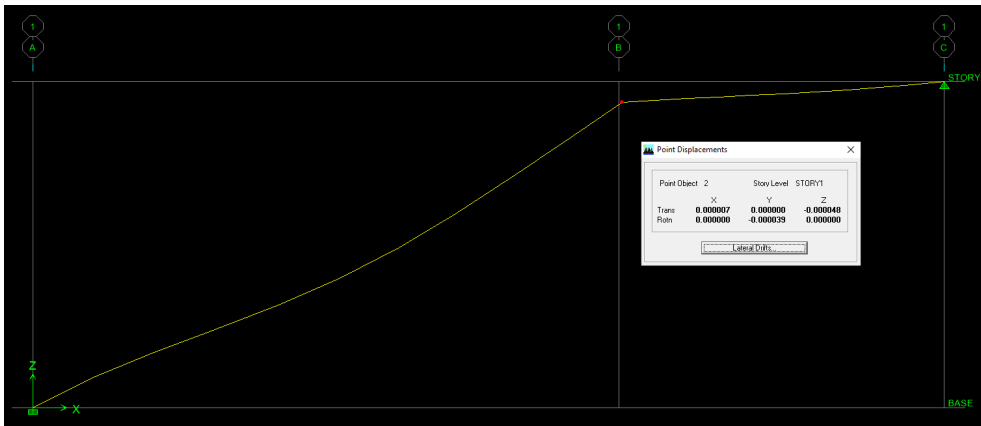 1 1 1
A B C
STORY
Point Displacements
Point Object 2 Story Level STORY1
X Y Z
Trans 0.000007 0.000000 -0.000048
Rotn 0.000000 -0.000039 0.000000
Lateral Drifts...
Z
X
BASE